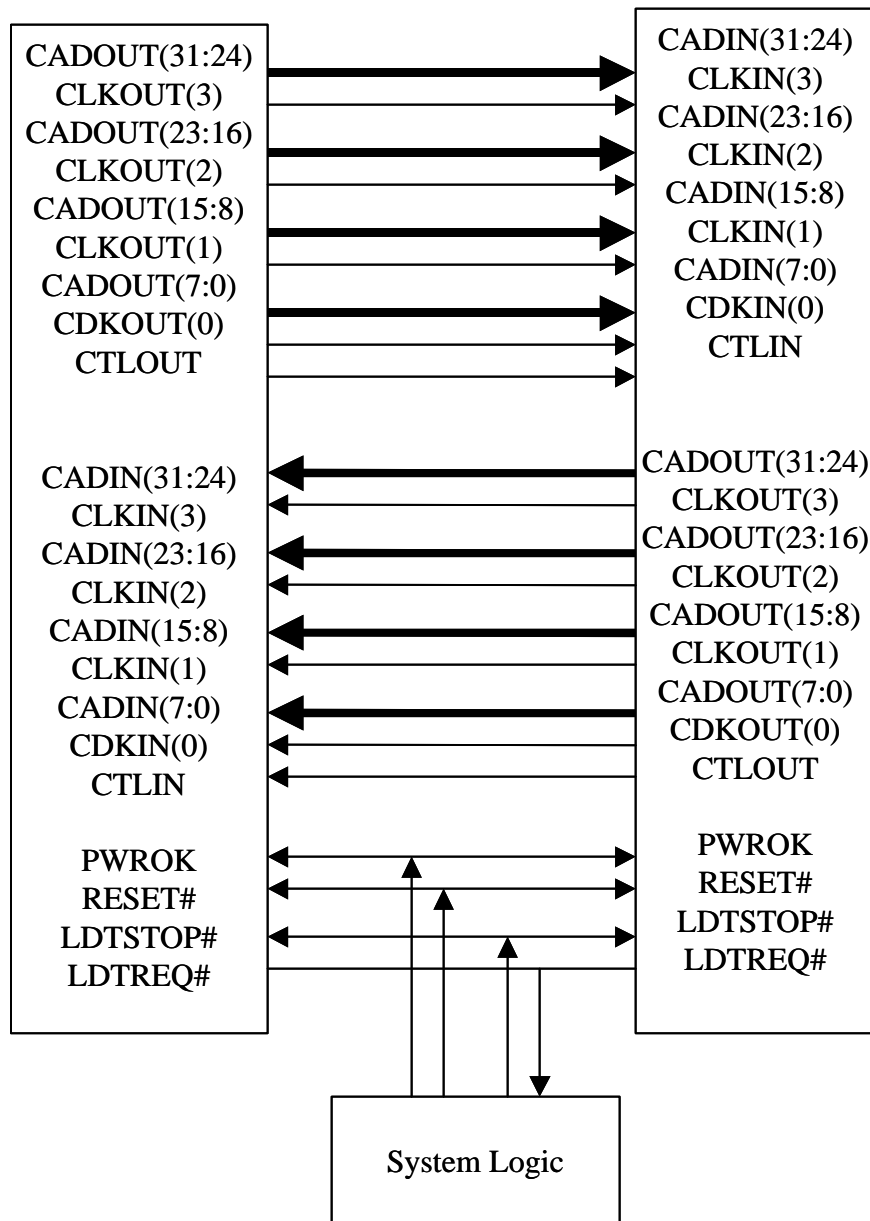 CADOUT(31:24)
CLKOUT(3)
CADOUT(23:16)
CLKOUT(2)
CADOUT(15:8)
CLKOUT(1)
CADOUT(7:0)
CDKOUT(0)
CTLOUT
CADIN(31:24)
CLKIN(3)
CADIN(23:16)
CLKIN(2)
CADIN(15:8)
CLKIN(1)
CADIN(7:0)
CDKIN(0)
CTLIN
PWROK
RESET#
LDTSTOP#
LDTREQ#
CADIN(31:24)
CLKIN(3)
CADIN(23:16)
CLKIN(2)
CADIN(15:8)
CLKIN(1)
CADIN(7:0)
CDKIN(0)
CTLIN
CADOUT(31:24)
CLKOUT(3)
CADOUT(23:16)
CLKOUT(2)
CADOUT(15:8)
CLKOUT(1)
CADOUT(7:0)
CDKOUT(0)
CTLOUT
PWROK
RESET#
LDTSTOP#
LDTREQ#
System Logic